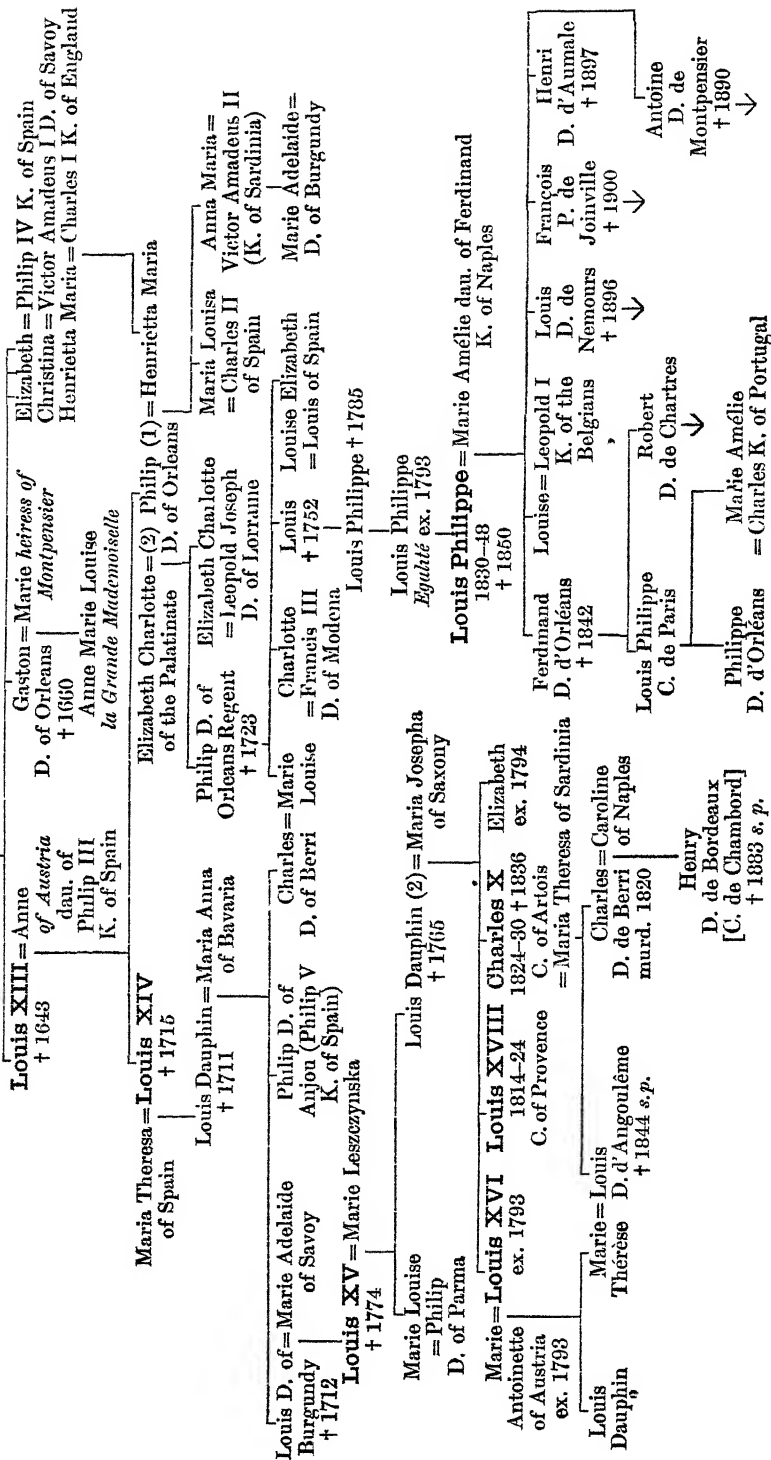 Louis XIII = Anne
† 1643
of Austria
dau. of
Philip III
K. of Spain
Gaston = Marie heiress of
D. of Orleans Montpensier
† 1660
Anne Marie Louise
la Grande Mademoiselle
Elizabeth = Philip IV K. of Spain
Christina = Victor Amadeus I D. of Savoy
Henrietta Maria = Charles I K. of England
Maria Theresa = Louis XIV
of Spain † 1715
Elizabeth Charlotte = (2) Philip (1) = Henrietta Maria
of the Palatinate D. of Orleans
Louis Dauphin = Maria Anna
† 1711 of Bavaria
Philip D. of
Orleans Regent
† 1723
Elizabeth Charlotte
= Leopold Joseph
D. of Lorraine
Maria Louisa
= Charles II
of Spain
Anna Maria =
Victor Amadeus II
(K. of Sardinia)
Marie Adelaide =
D. of Burgundy
Louis D. of = Marie Adelaide
Burgundy of Savoy
† 1712
Philip D. of
Anjou (Philip V
K. of Spain)
Charles = Marie
D. of Berri Louise
Charlotte
= Francis III
D. of Modena
Louis
† 1752
Louise Elizabeth
= Louis of Spain
Louis XV = Marie Leszczynska
† 1774
Louis Philippe † 1785
Marie Louise
= Philip
D. of Parma
Louis Dauphin (2) = Maria Josepha
† 1765 of Saxony
Louis Philippe
Egalité ex. 1793
Marie = Louis XVI
Antoinette ex. 1793
of Austria
ex. 1793
Louis XVIII
1814–24
C. of Provence
Charles X
1824–30 † 1836
C. of Artois
= Maria Theresa of Sardinia
Elizabeth
ex. 1794
Louis Philippe = Marie Amélie dau. of Ferdinand
1830–48 K. of Naples
† 1850
Louis
Dauphin
Marie = Louis
Thérèse D. d'Angoulême
† 1844 s.p.
Charles = Caroline
D. de Berri of Naples
murd. 1820
Ferdinand
D. d'Orléans
† 1842
Louise = Leopold I
K. of the
Belgians
Louis
D. de
Nemours
† 1896
François
P. de
Joinville
† 1900
Henri
D. d'Aumale
† 1897
Antoine
D. de
Montpensier
† 1890
Henry
D. de Bordeaux
[C. de Chambord]
† 1883 s. p.
Louis Philippe
C. de Paris
Robert
D. de Chartres
Philippe
D. d'Orléans
Marie Amélie
= Charles K. of Portugal